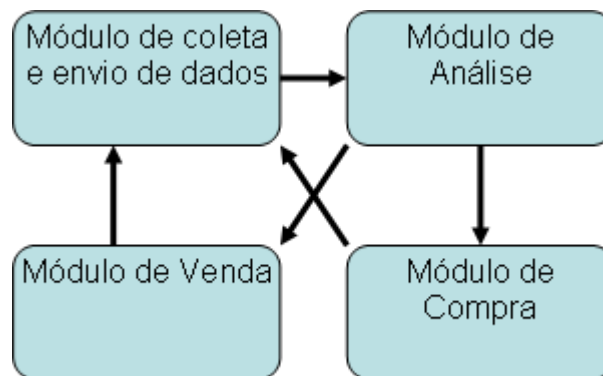 Módulo de coleta
e envio de dados
Módulo de
Análise
Módulo de Venda
Módulo de
Compra